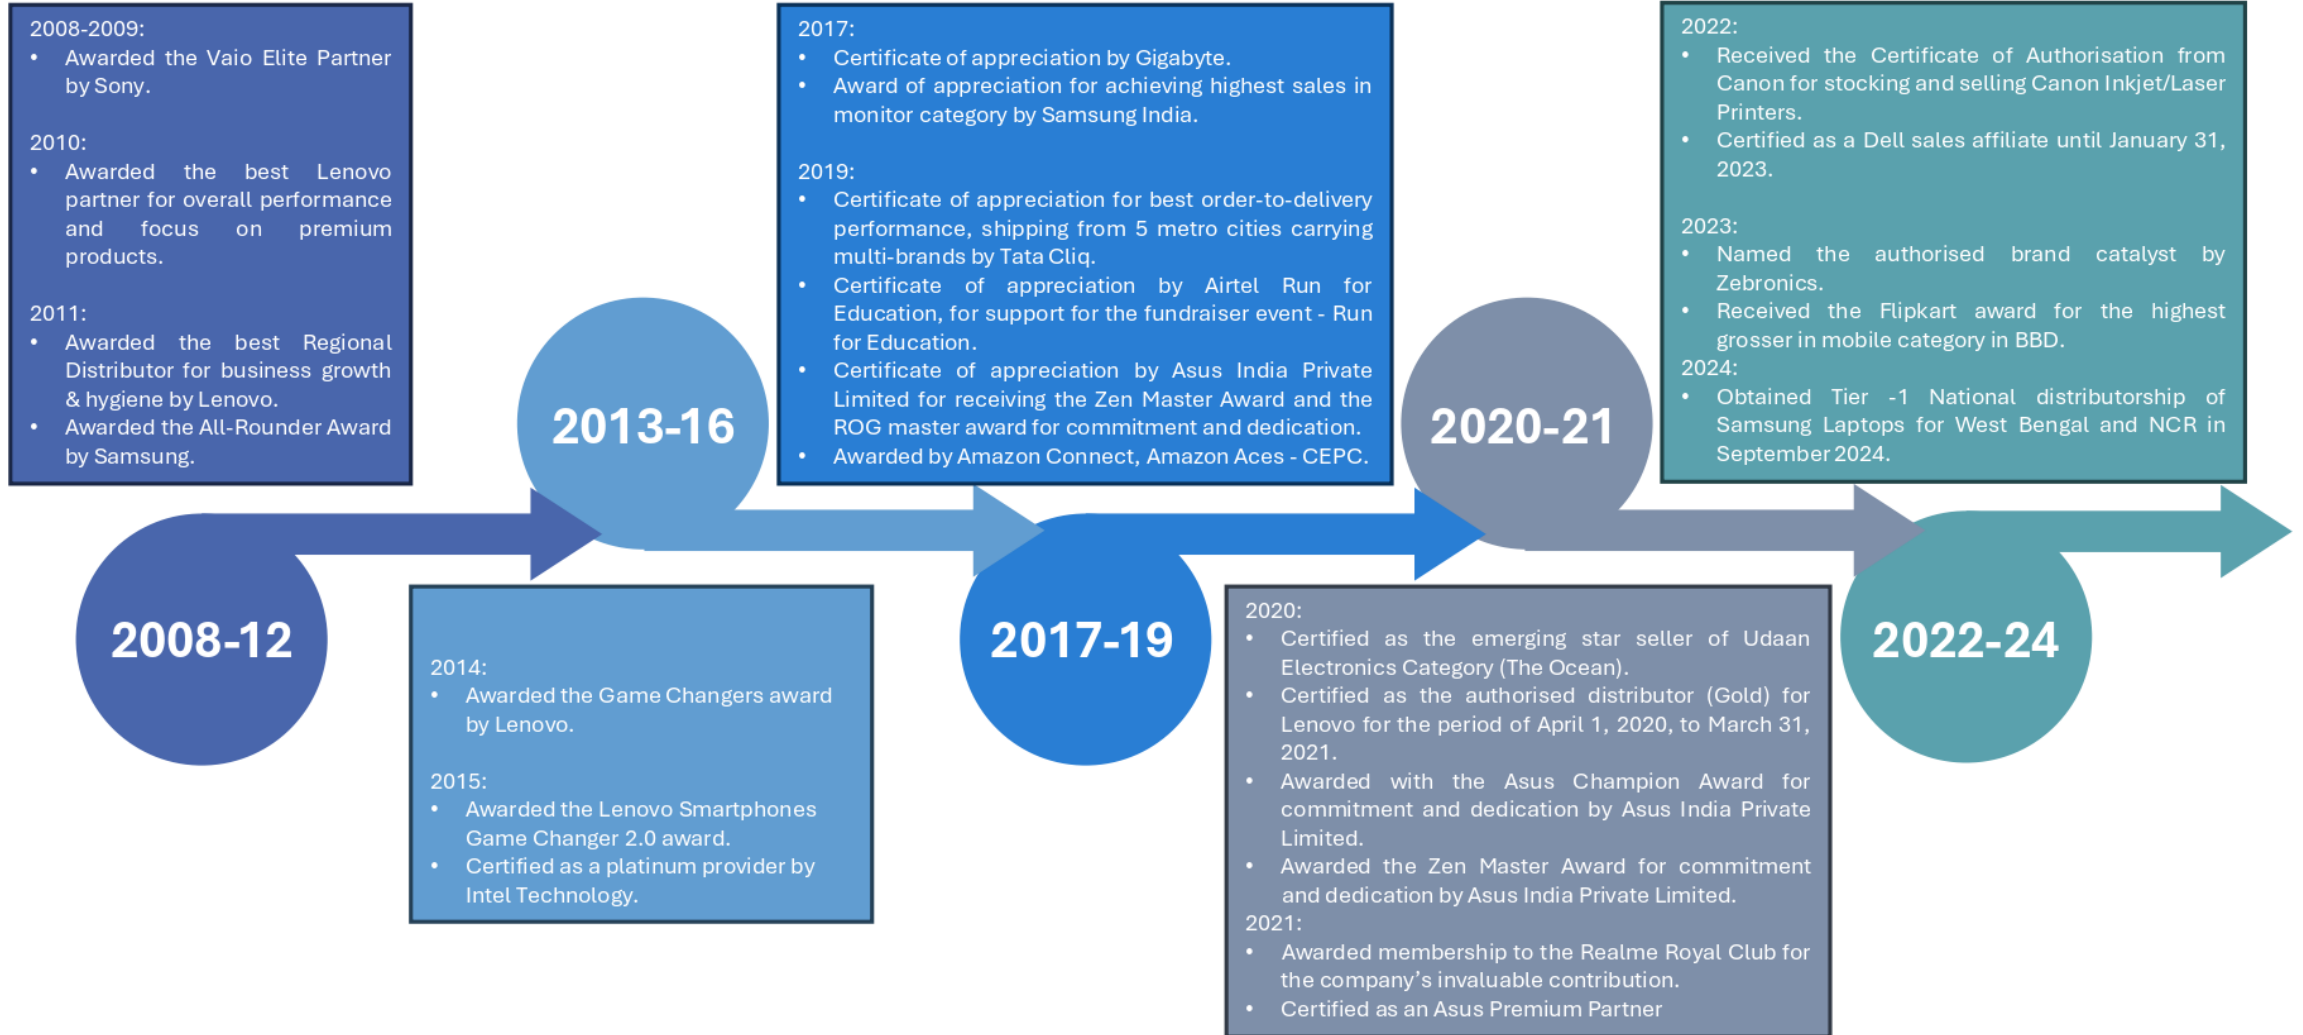 2008-2009:
• Awarded the Vaio Elite Partner
by Sony.
2010:
• Awarded the best Lenovo
partner for overall performance
and focus on premium
products.
2011:
• Awarded the best Regional
Distributor for business growth
& hygiene by Lenovo.
• Awarded the All-Rounder Award
by Samsung.
2008-12
2013-16
2014:
• Awarded the Game Changers award
by Lenovo.
2015:
• Awarded the Lenovo Smartphones
Game Changer 2.0 award.
• Certified as a platinum provider by
Intel Technology.
2017:
• Certificate of appreciation by Gigabyte.
• Award of appreciation for achieving highest sales in
monitor category by Samsung India.
2019:
• Certificate of appreciation for best order-to-delivery
performance, shipping from 5 metro cities carrying
multi-brands by Tata Cliq.
• Certificate of appreciation by Airtel Run for
Education, for support for the fundraiser event - Run
for Education.
• Certificate of appreciation by Asus India Private
Limited for receiving the Zen Master Award and the
ROG master award for commitment and dedication.
• Awarded by Amazon Connect, Amazon Aces - CEPC.
2017-19
2020-21
2020:
• Certified as the emerging star seller of Udaan
Electronics Category (The Ocean).
• Certified as the authorised distributor (Gold) for
Lenovo for the period of April 1, 2020, to March 31,
2021.
• Awarded with the Asus Champion Award for
commitment and dedication by Asus India Private
Limited.
• Awarded the Zen Master Award for commitment
and dedication by Asus India Private Limited.
2021:
• Awarded membership to the Realme Royal Club for
the company's invaluable contribution.
• Certified as an Asus Premium Partner
2022:
• Received the Certificate of Authorisation from
Canon for stocking and selling Canon Inkjet/Laser
Printers.
• Certified as a Dell sales affiliate until January 31,
2023.
2023:
• Named the authorised brand catalyst by
Zebronics.
• Received the Flipkart award for the highest
grosser in mobile category in BBD.
2024:
• Obtained Tier -1 National distributorship of
Samsung Laptops for West Bengal and NCR in
September 2024.
2022-24